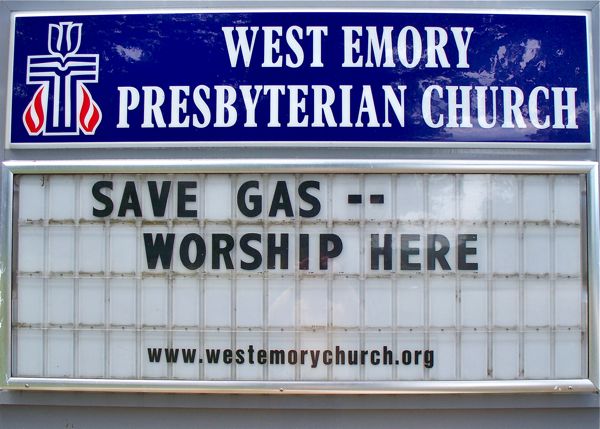 WEST EMORY
PRESBYTERIAN CHURCH
SAVE GAS --
WORSHIP HERE
www.westemorychurch.org